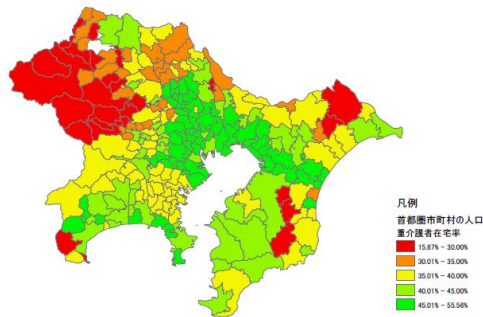 凡例
首都圏市町村の人口
重介護者在宅率
15.87% - 30.00%
30.01% - 35.00%
35.01% - 40.00%
40.01% - 45.00%
45.01% - 55.56%